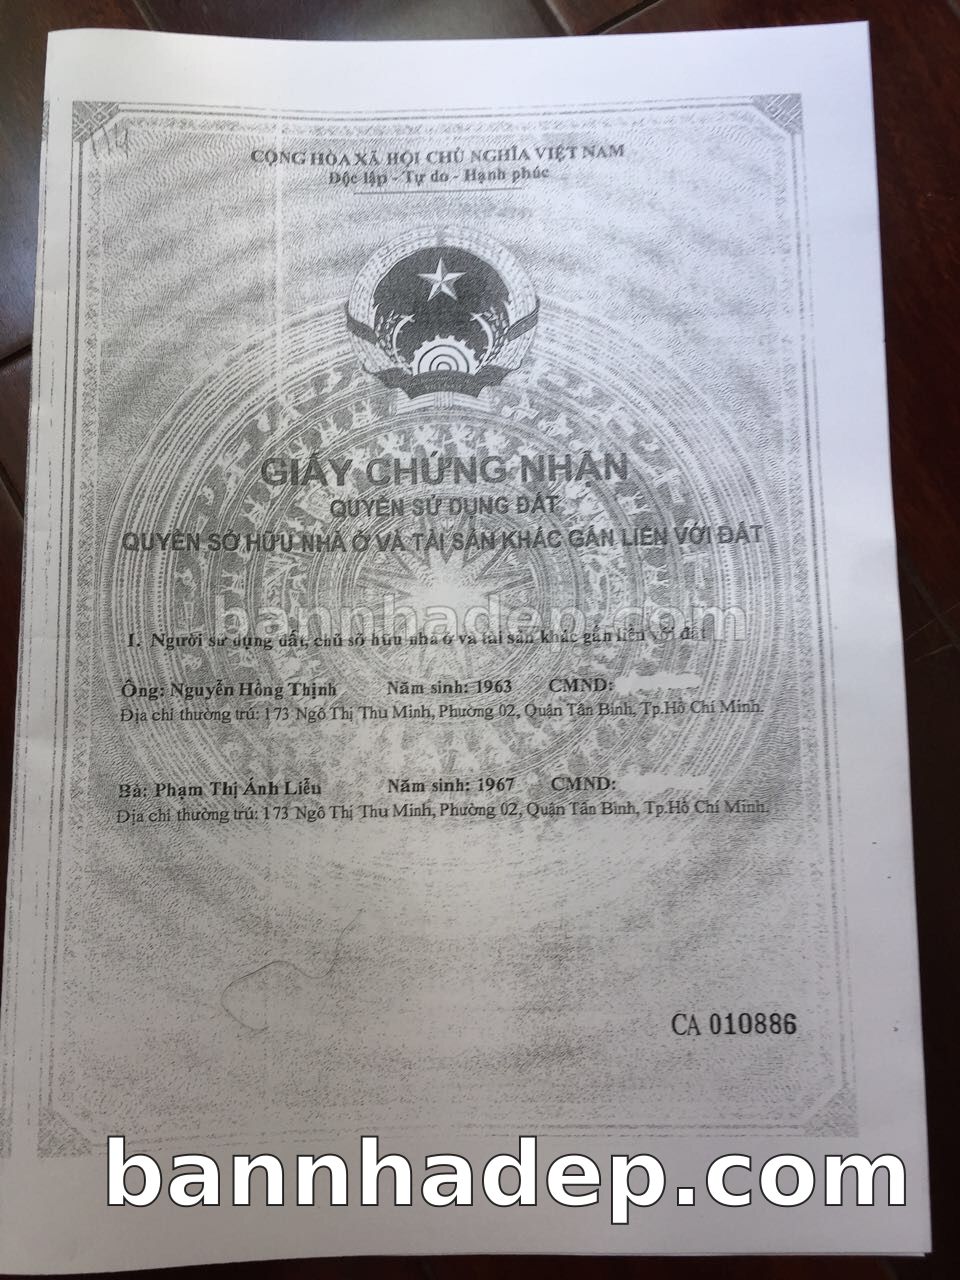 CỘNG HÒA XÃ HỘI CHỦ NGHĨA VIỆT NAM
Độc lập - Tự do - Hạnh phúc
GIẤY CHỨNG NHẬN
QUYỀN SỬ DỤNG ĐẤT
QUYỀN SỞ HỮU NHÀ Ở VÀ TÀI SẢN KHÁC GẮN LIỀN VỚI ĐẤT
bannhadep.com
I. Người sử dụng đất, chủ sở hữu nhà ở và tài sản khác gắn liền với đất
Ông: Nguyễn Hồng Thịnh Năm sinh: 1963 CMND:
Địa chỉ thường trú: 173 Ngô Thị Thu Minh, Phường 02, Quận Tân Bình, Tp.Hồ Chí Minh.
Bà: Phạm Thị Ánh Liễu Năm sinh: 1967 CMND:
Địa chỉ thường trú: 173 Ngô Thị Thu Minh, Phường 02, Quận Tân Bình, Tp.Hồ Chí Minh.
CA 010886
bannhadep.com